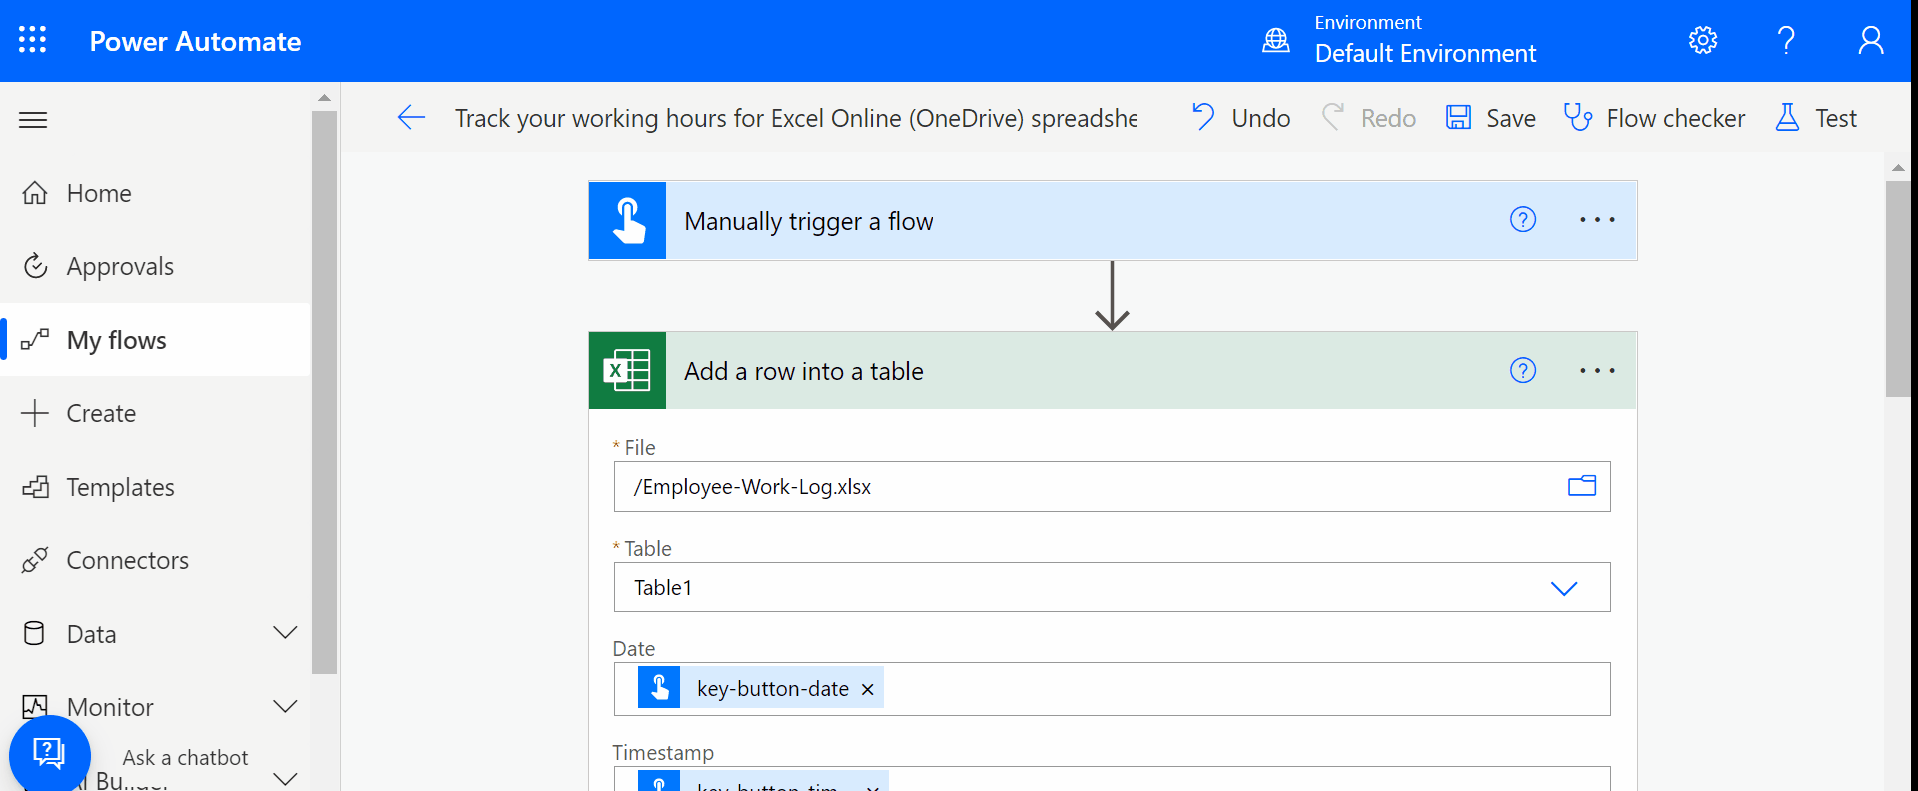 Power Automate
Environment
Default Environment
Track your working hours for Excel Online (OneDrive) spreadshe
Undo
Redo
Save
Flow checker
Test
Home
Approvals
My flows
Create
Templates
Connectors
Data
Monitor
Ask a chatbot
Manually trigger a flow
Add a row into a table
* File
/Employee-Work-Log.xlsx
* Table
Table1
Date
key-button-date ×
Timestamp